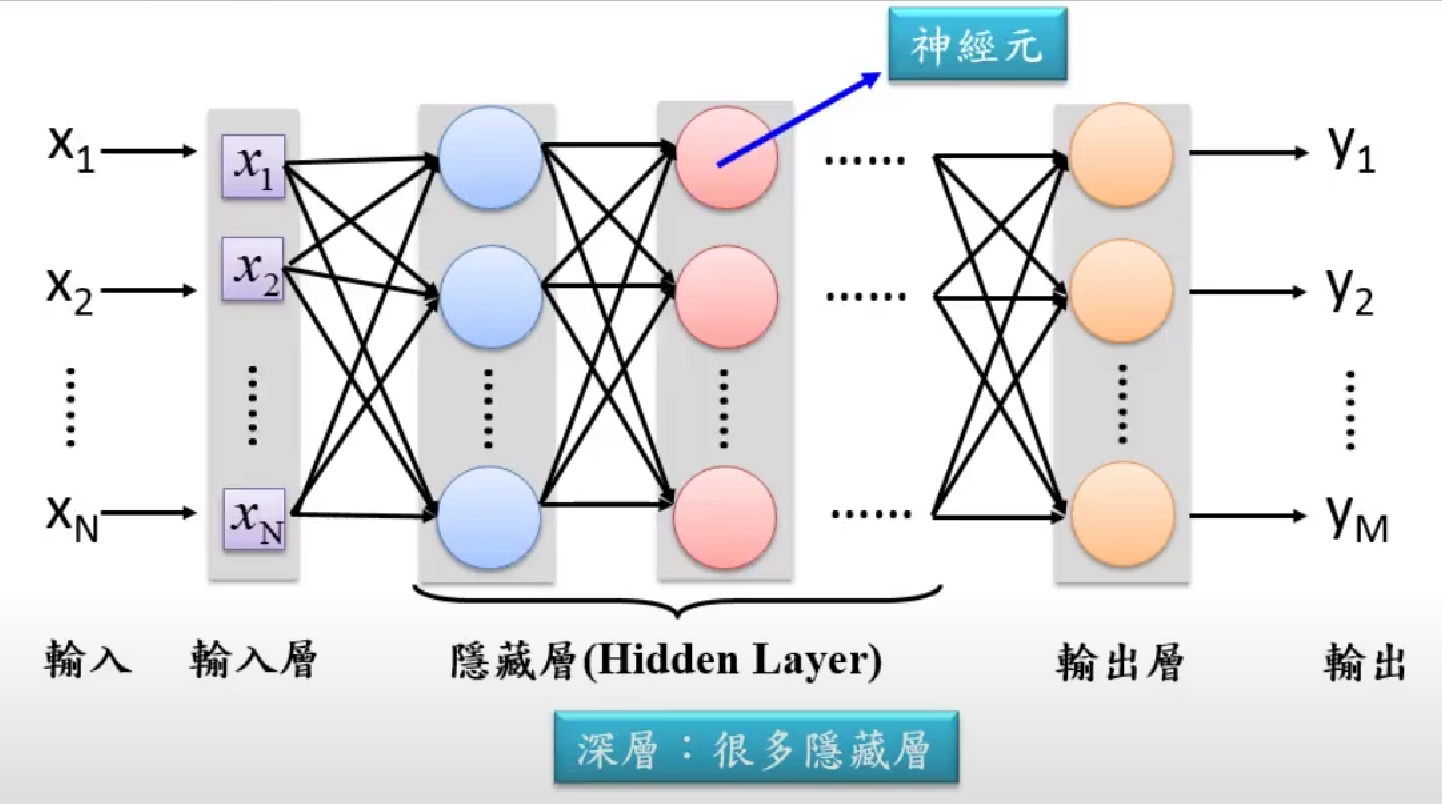 神經元
x1 x1 …… y1
x2 x2 …… y2
…… …… …… …… …… ……
xN xN …… yM
輸入 輸入層 隱藏層(Hidden Layer) 輸出層 輸出
深層：很多隱藏層